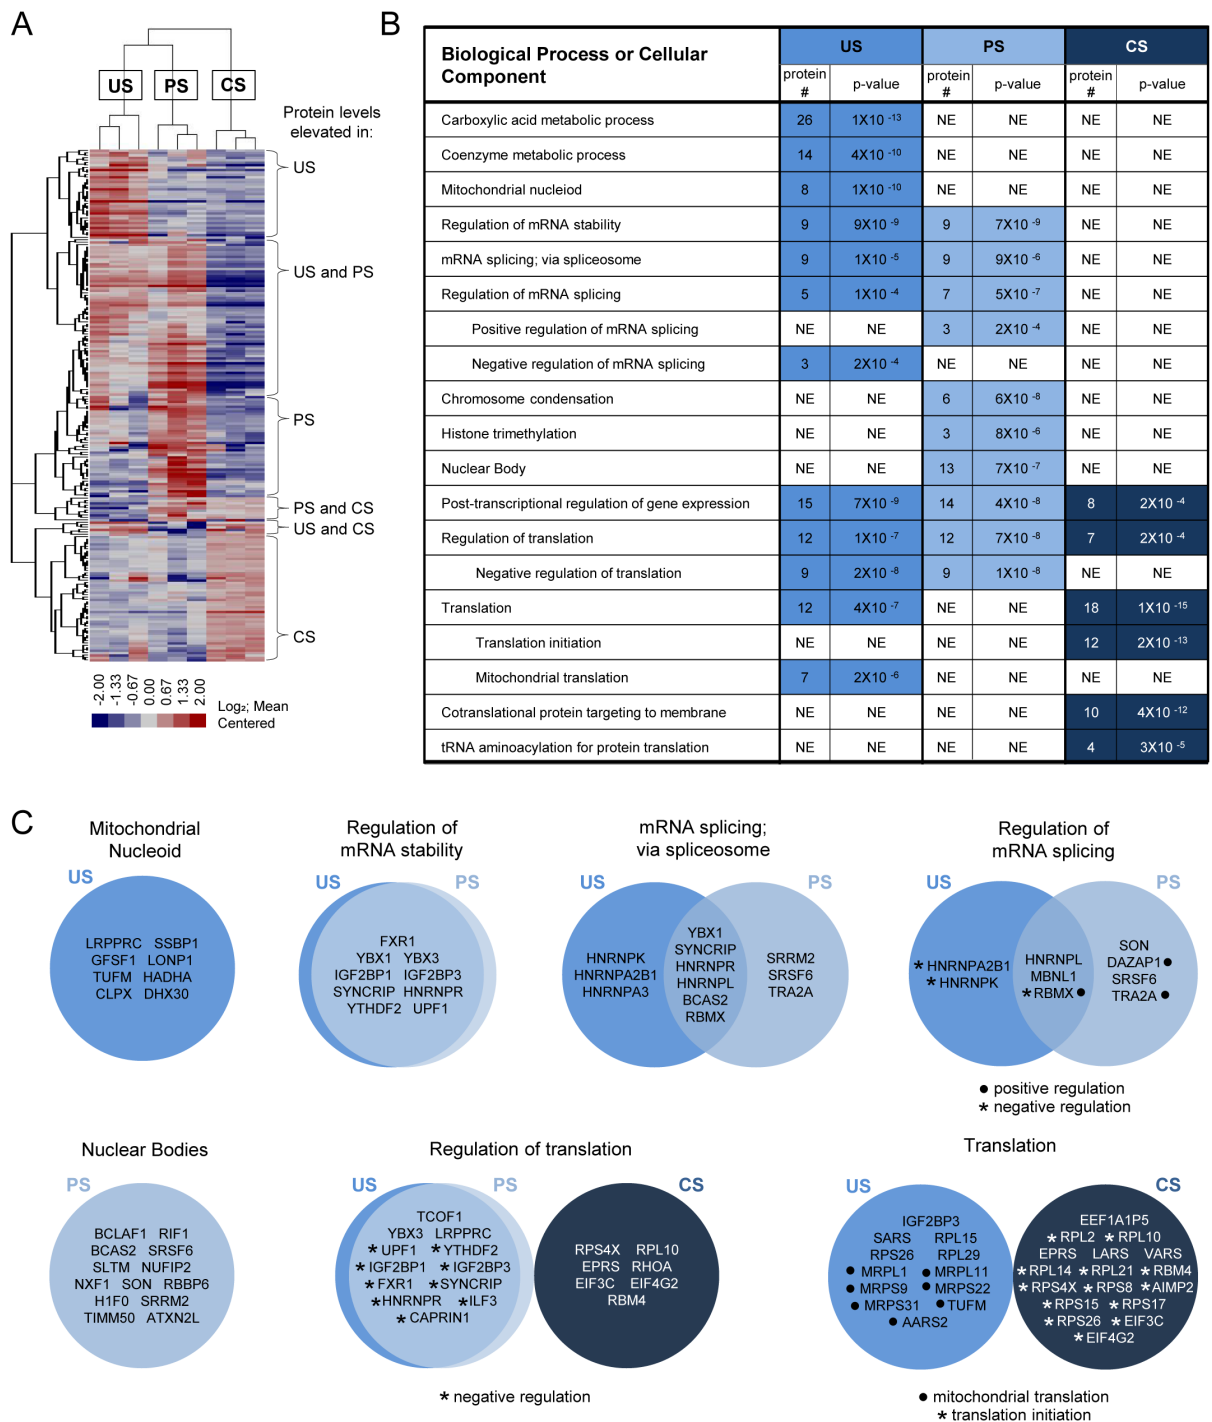 A
US PS CS
Protein levels
elevated in:
US
US and PS
PS
PS and CS
US and CS
CS
-2.00 -1.33 -0.67 0.00 0.67 1.33 2.00
Log₂; Mean
Centered
B
Biological Process or Cellular Component US PS CS
protein # p-value protein # p-value protein # p-value
Carboxylic acid metabolic process 26 1X10 -13 NE NE NE NE
Coenzyme metabolic process 14 4X10 -10 NE NE NE NE
Mitochondrial nucleiod 8 1X10 -10 NE NE NE NE
Regulation of mRNA stability 9 9X10 -9 9 7X10 -9 NE NE
mRNA splicing; via spliceosome 9 1X10 -5 9 9X10 -6 NE NE
Regulation of mRNA splicing 5 1X10 -4 7 5X10 -7 NE NE
Positive regulation of mRNA splicing NE NE 3 2X10 -4 NE NE
Negative regulation of mRNA splicing 3 2X10 -4 NE NE NE NE
Chromosome condensation NE NE 6 6X10 -8 NE NE
Histone trimethylation NE NE 3 8X10 -6 NE NE
Nuclear Body NE NE 13 7X10 -7 NE NE
Post-transcriptional regulation of gene expression 15 7X10 -9 14 4X10 -8 8 2X10 -4
Regulation of translation 12 1X10 -7 12 7X10 -8 7 2X10 -4
Negative regulation of translation 9 2X10 -8 9 1X10 -8 NE NE
Translation 12 4X10 -7 NE NE 18 1X10 -15
Translation initiation NE NE NE NE 12 2X10 -13
Mitochondrial translation 7 2X10 -6 NE NE NE NE
Cotranslational protein targeting to membrane NE NE NE NE 10 4X10 -12
tRNA aminoacylation for protein translation NE NE NE NE 4 3X10 -5
C
Mitochondrial
Nucleoid
US
LRPPRC SSBP1
GFSF1 LONP1
TUFM HADHA
CLPX DHX30
Regulation of
mRNA stability
US PS
FXR1
YBX1 YBX3
IGF2BP1 IGF2BP3
SYNCRIP HNRNPR
YTHDF2 UPF1
mRNA splicing;
via spliceosome
US PS
HNRNPK
HNRNPA2B1
HNRNPA3
YBX1
SYNCRIP
HNRNPR
HNRNPL
BCAS2
RBMX
SRRM2
SRSF6
TRA2A
Regulation of
mRNA splicing
US PS
* HNRNPA2B1
* HNRNPK
HNRNPL
MBNL1
* RBMX ●
SON
DAZAP1 ●
SRSF6
TRA2A ●
● positive regulation
* negative regulation
Nuclear Bodies
PS
BCLAF1 RIF1
BCAS2 SRSF6
SLTM NUFIP2
NXF1 SON RBBP6
H1F0 SRRM2
TIMM50 ATXN2L
Regulation of translation
US PS CS
TCOF1
YBX3 LRPPRC
* UPF1 * YTHDF2
* IGF2BP1 * IGF2BP3
* FXR1 * SYNCRIP
* HNRNPR * ILF3
* CAPRIN1
RPS4X RPL10
EPRS RHOA
EIF3C EIF4G2
RBM4
* negative regulation
Translation
US CS
IGF2BP3
SARS RPL15
RPS26 RPL29
● MRPL1 ● MRPL11
● MRPS9 ● MRPS22
● MRPS31 ● TUFM
● AARS2
EEF1A1P5
* RPL2 * RPL10
EPRS LARS VARS
* RPL14 * RPL21 * RBM4
* RPS4X * RPS8 * AIMP2
* RPS15 * RPS17
* RPS26 * EIF3C
* EIF4G2
● mitochondrial translation
* translation initiation